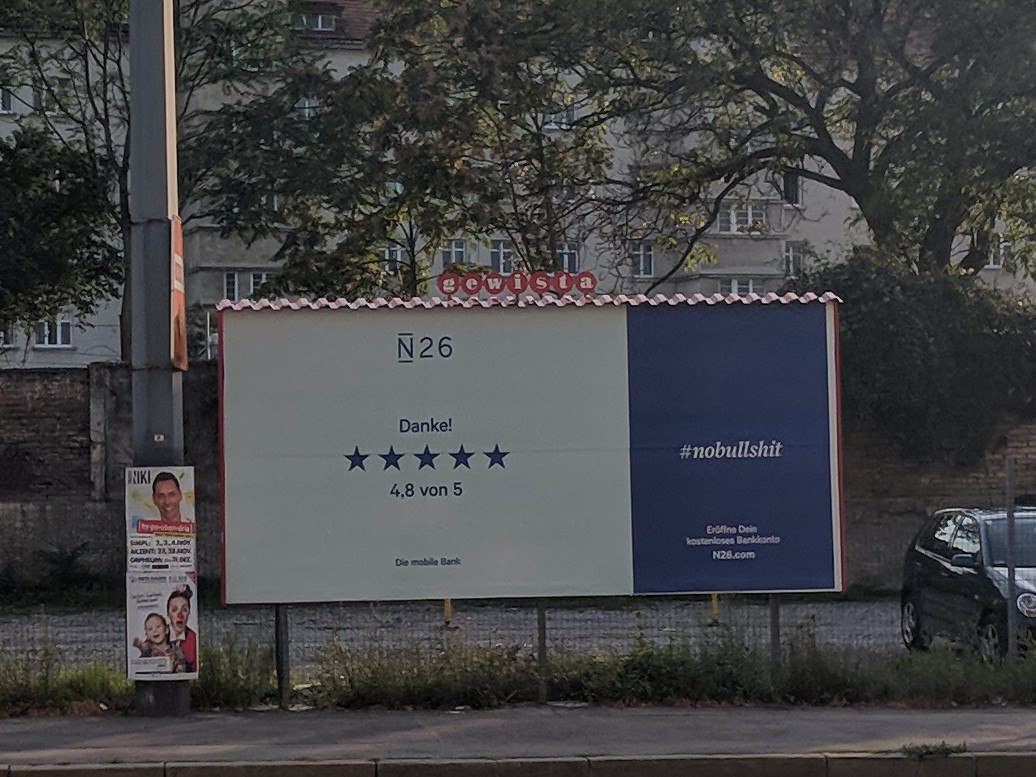 gewista
N26
Danke!
4,8 von 5
Die mobile Bank
#nobullshit
Eröffne Dein
kostenloses Bankkonto
N26.com
NIKI